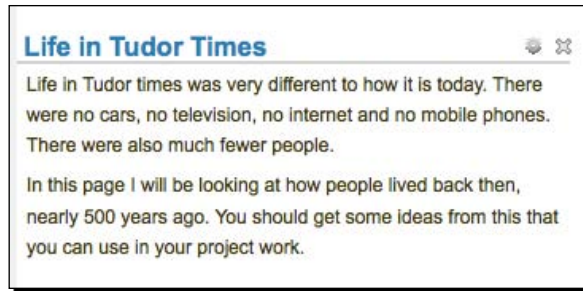 Life in Tudor Times
Life in Tudor times was very different to how it is today. There
were no cars, no television, no internet and no mobile phones.
There were also much fewer people.
In this page I will be looking at how people lived back then,
nearly 500 years ago. You should get some ideas from this that
you can use in your project work.